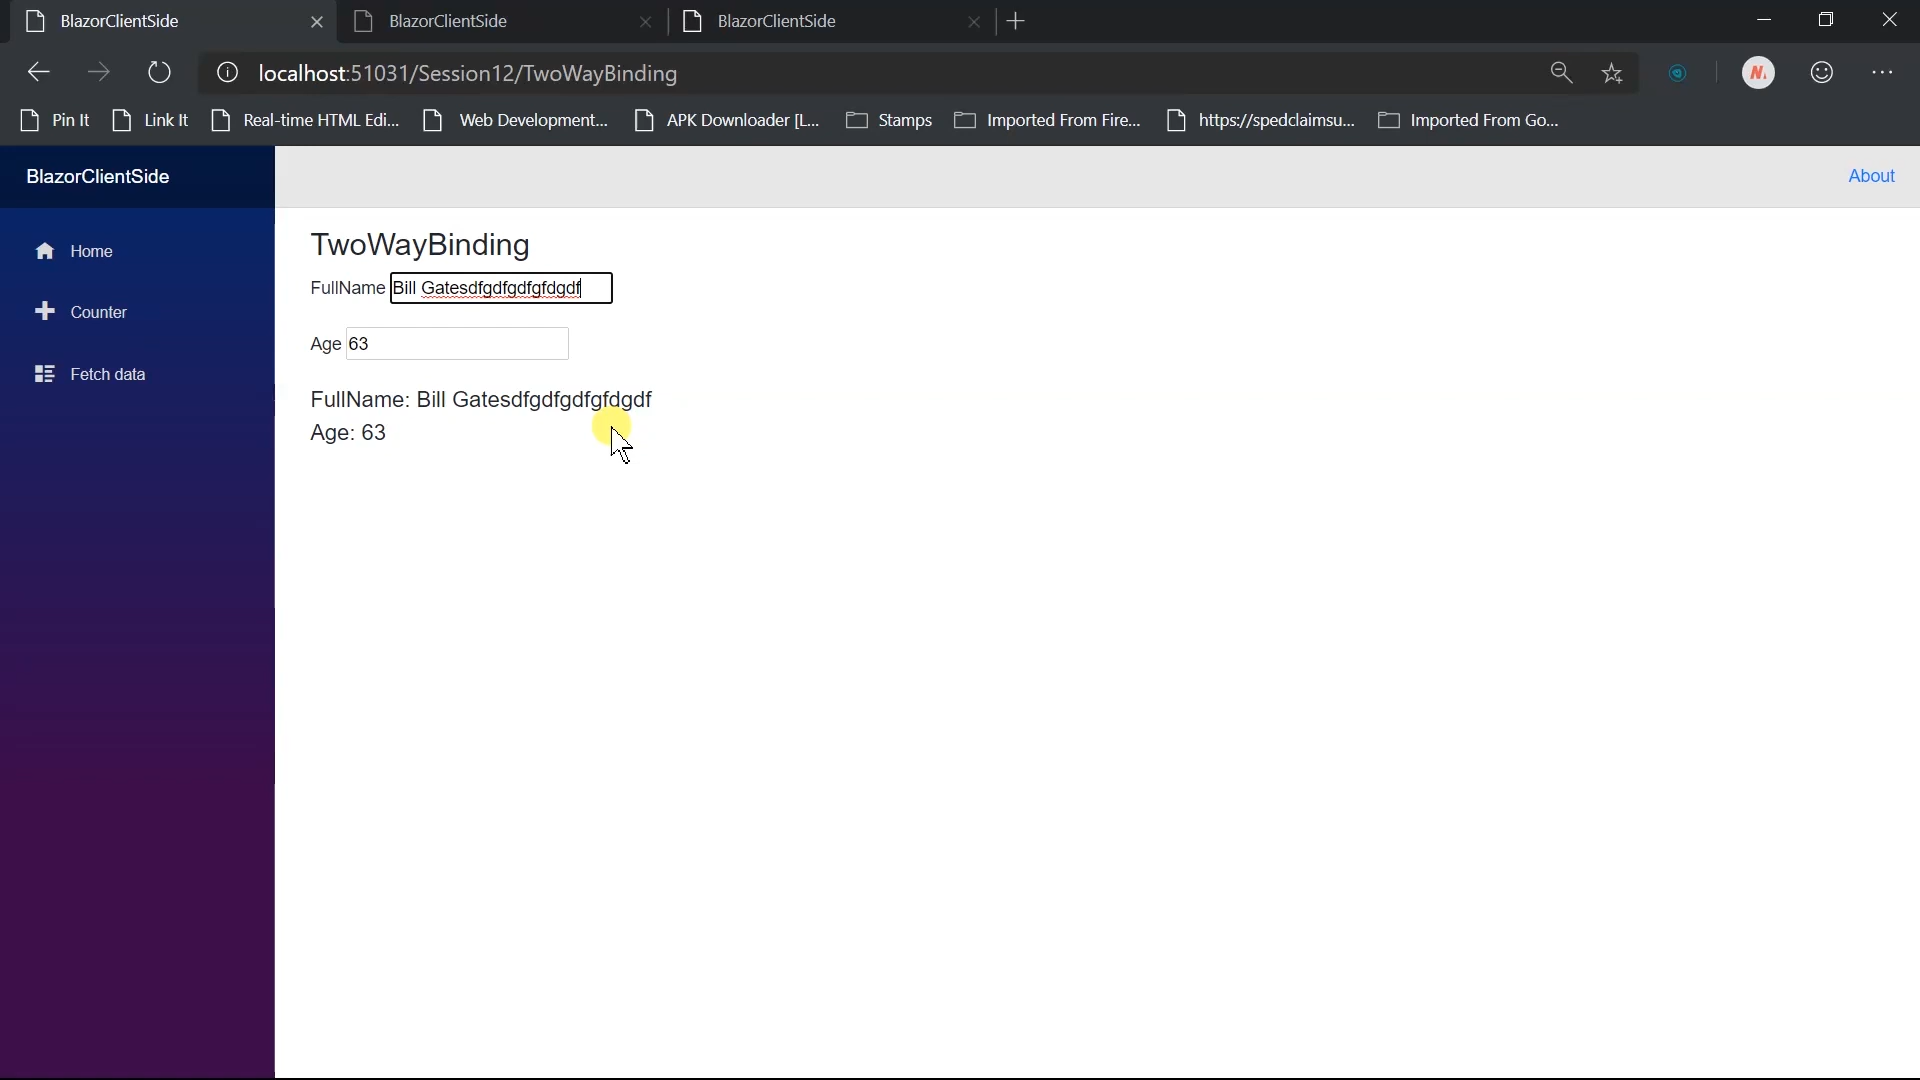 BlazorClientSide
BlazorClientSide
BlazorClientSide
localhost:51031/Session12/TwoWayBinding
N.
Pin It
Link It
Real-time HTML Edi...
Web Development...
APK Downloader [L...
Stamps
Imported From Fire...
https://spedclaimsu...
Imported From Go...
BlazorClientSide
About
Home
Counter
Fetch data
TwoWayBinding
FullName Bill Gatesdfgdfgdfgfdgdf
Age 63
FullName: Bill Gatesdfgdfgdfgfdgdf
Age: 63